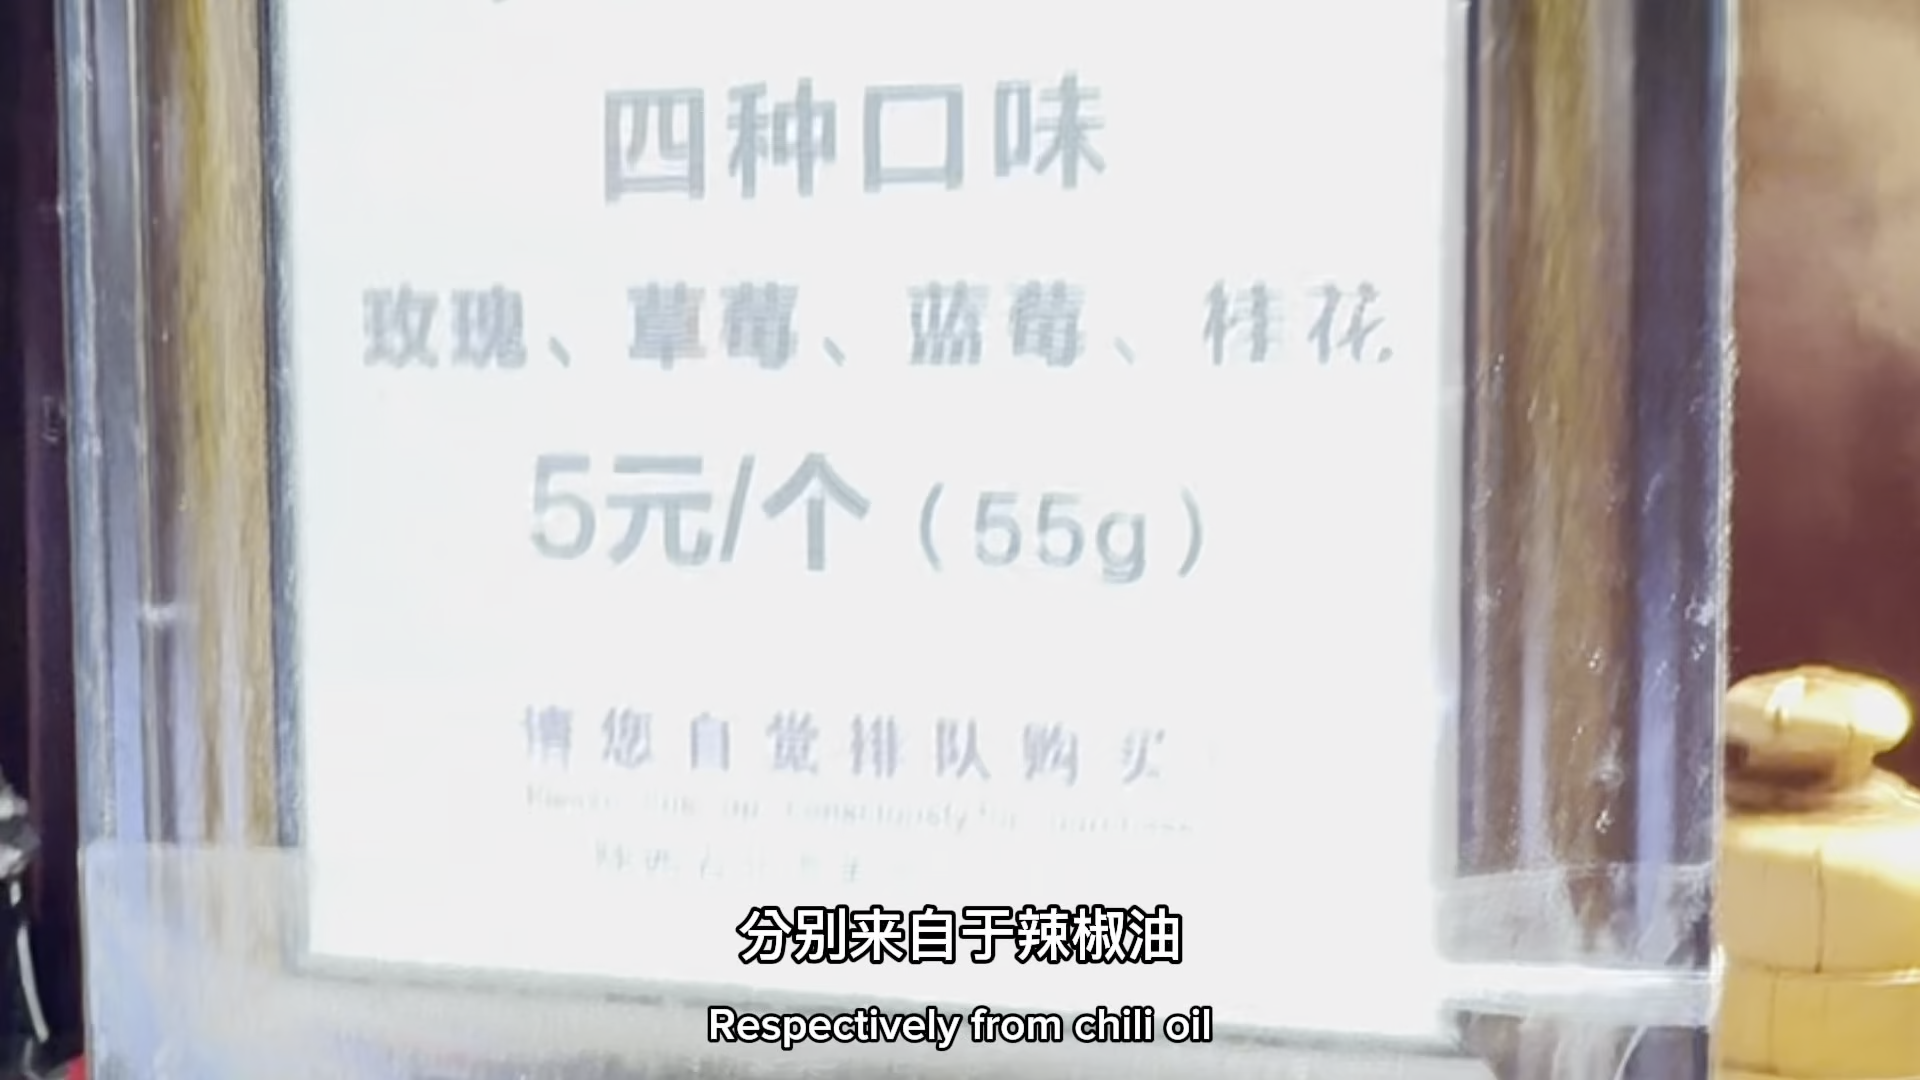 四种口味
玫瑰、草莓、蓝莓、桂花
5元/个（55g）
请您自觉排队购买
consciously
分别来自于辣椒油
Respectively from chili oil